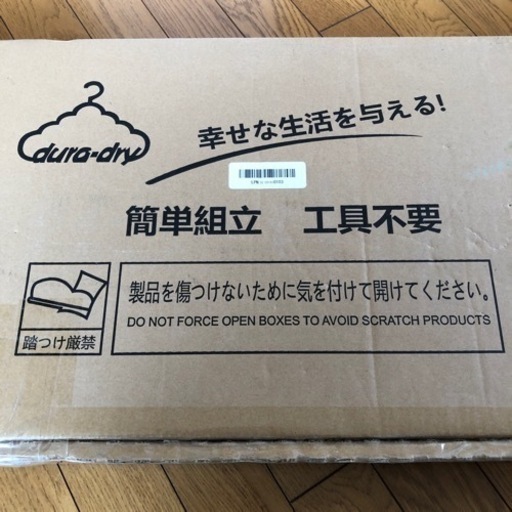 dura-dry
幸せな生活を与える!
簡単組立 工具不要
製品を傷つけないために気を付けて開けてください。
DO NOT FORCE OPEN BOXES TO AVOID SCRATCH PRODUCTS
踏つけ厳禁